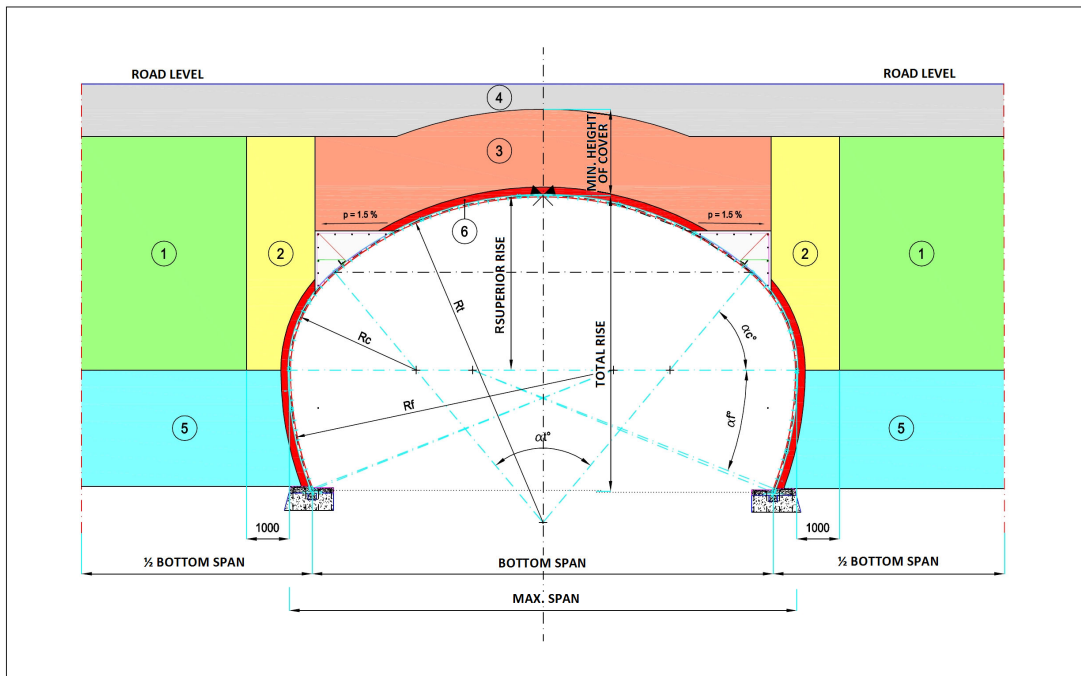 ROAD LEVEL
ROAD LEVEL
4
3
MIN. HEIGHT
OF COVER
p = 1.5 %
p = 1.5 %
6
1
2
2
1
RSUPERIOR RISE
Rt
Rc
TOTAL RISE
αc°
Rf
αf°
5
αt°
5
1000
1000
½ BOTTOM SPAN
BOTTOM SPAN
½ BOTTOM SPAN
MAX. SPAN